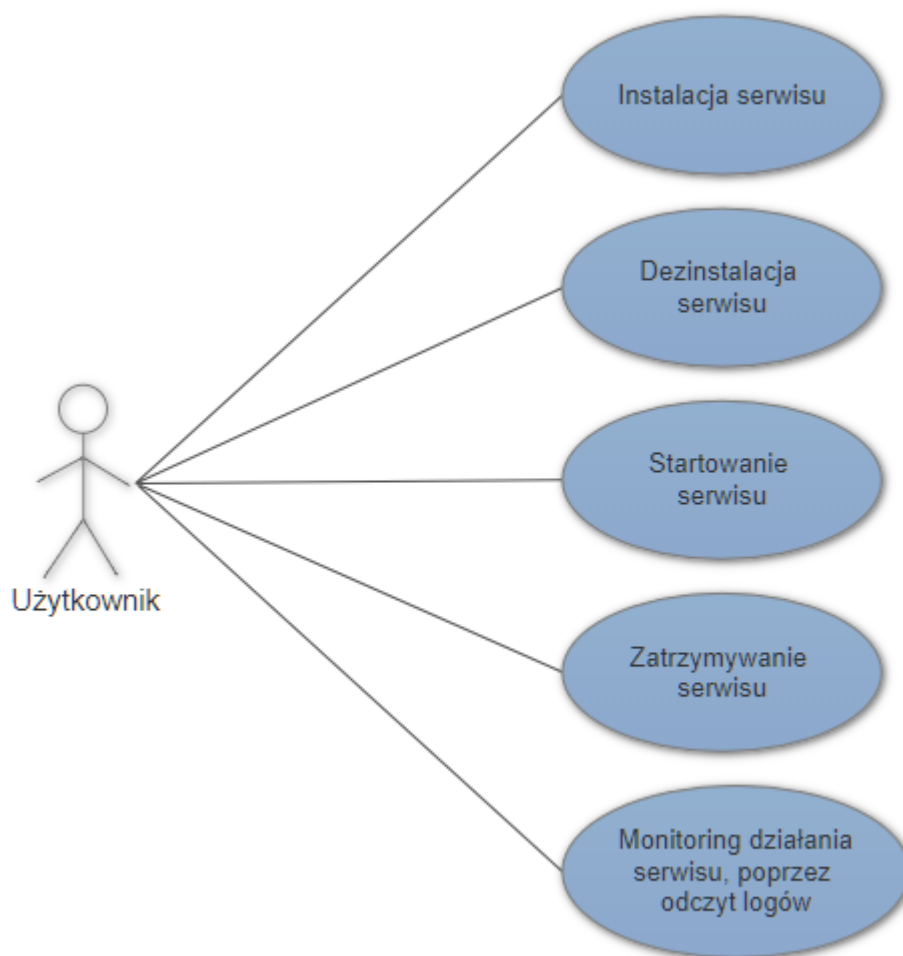 Instalacja serwisu
Dezinstalacja
serwisu
Startowanie
serwisu
Użytkownik
Zatrzymywanie
serwisu
Monitoring działania
serwisu, poprzez
odczyt logów